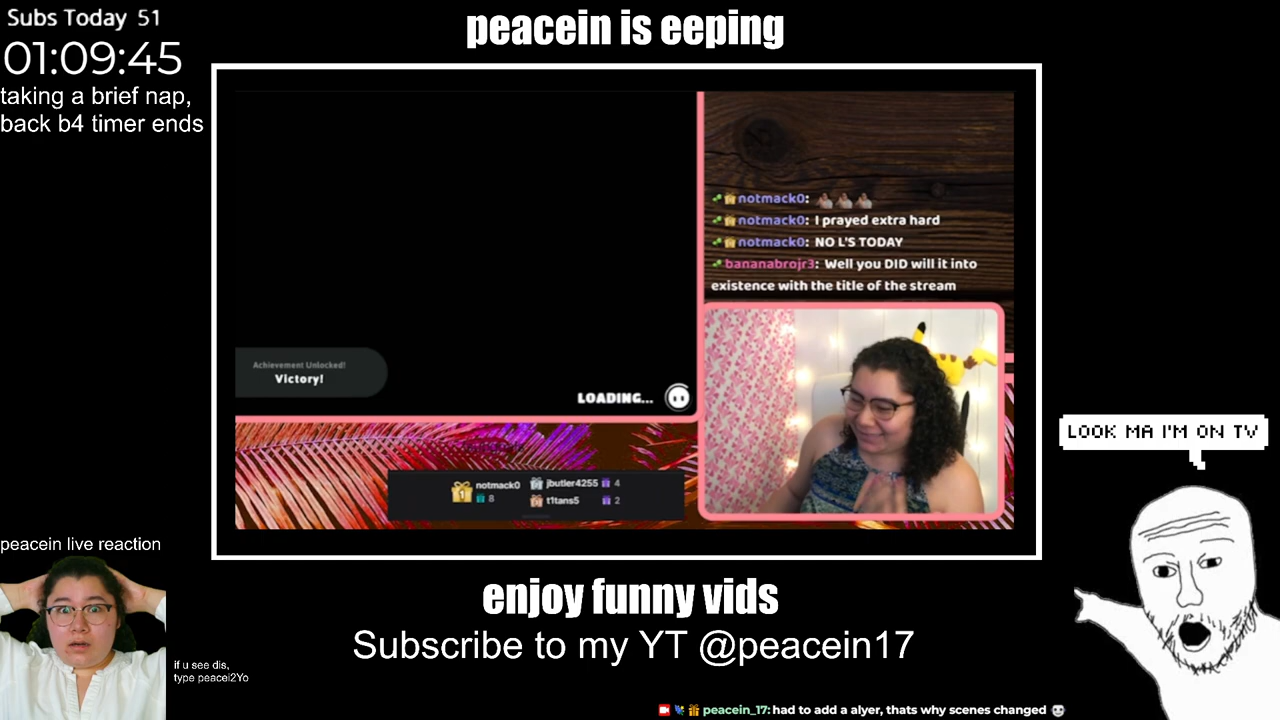 Subs Today 51
01:09:45
taking a brief nap,
back b4 timer ends
peacein is eeping
notmack0:
notmack0: I prayed extra hard
notmack0: NO L'S TODAY
bananabrojr3: Well you DID will it into
existence with the title of the stream
Achievement Unlocked!
Victory!
LOADING...
1 notmack0 8
jbutler4255 4
t1tans5 2
LOOK MA I'M ON TV
peacein live reaction
if u see dis,
type peacei2Yo
enjoy funny vids
Subscribe to my YT @peacein17
peacein_17: had to add a alyer, thats why scenes changed